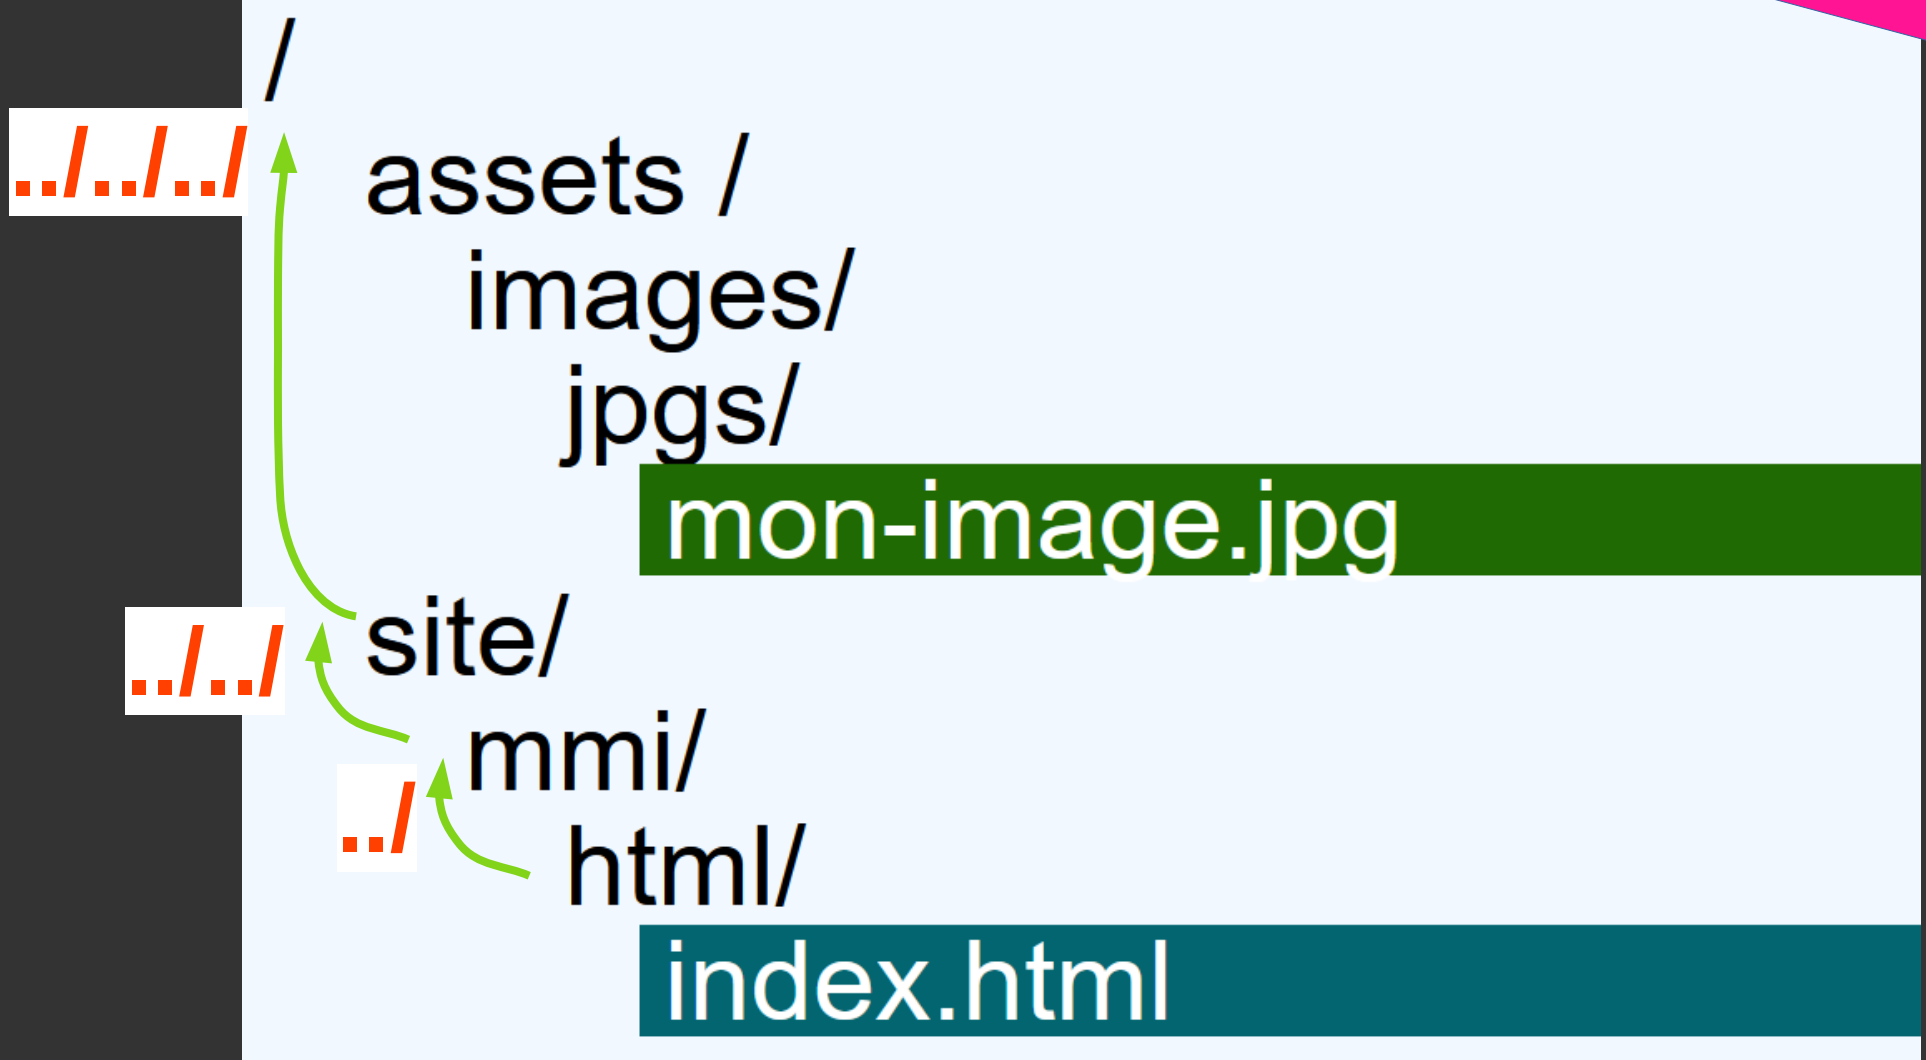 /
../../../
assets /
images/
jpgs/
mon-image.jpg
site/
../../
mmi/
../
html/
index.html